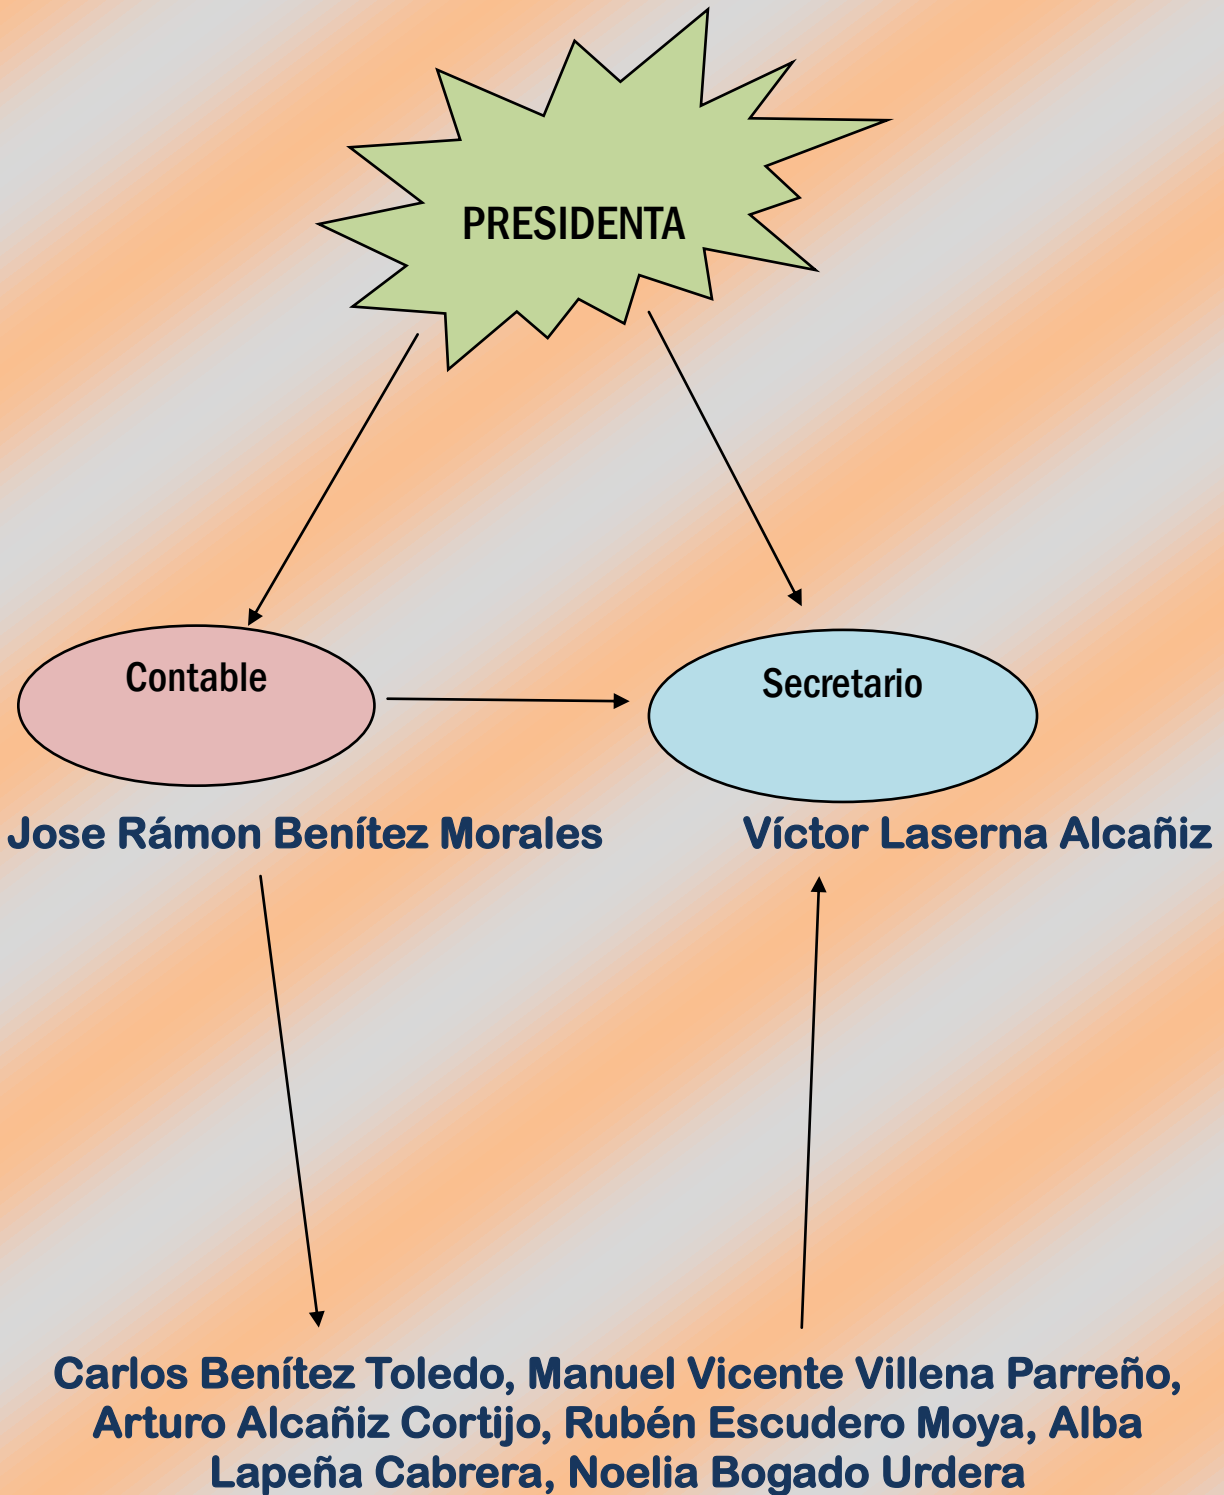 PRESIDENTA
Contable
Secretario
Jose Rámon Benítez Morales
Víctor Laserna Alcañiz
Carlos Benítez Toledo, Manuel Vicente Villena Parreño,
Arturo Alcañiz Cortijo, Rubén Escudero Moya, Alba
Lapeña Cabrera, Noelia Bogado Urdera